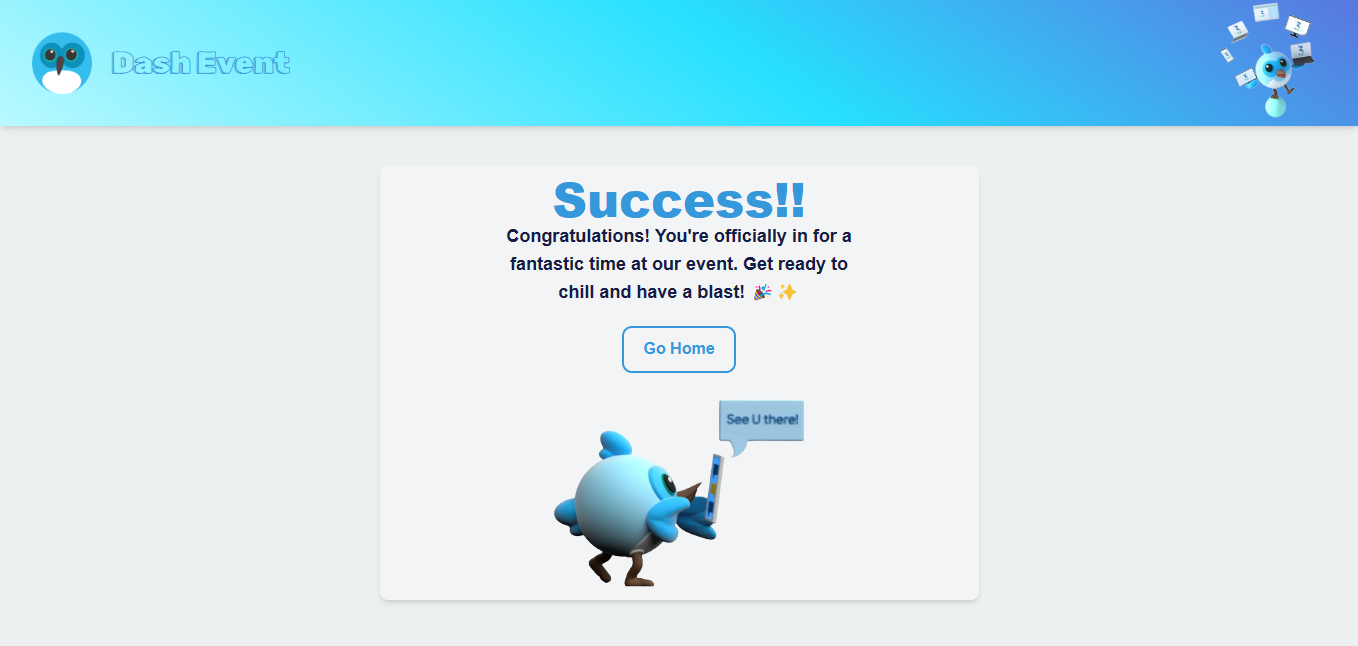 Dash Event
Success!!
Congratulations! You're officially in for a
fantastic time at our event. Get ready to
chill and have a blast! 🎉 ✨
Go Home
See U there!